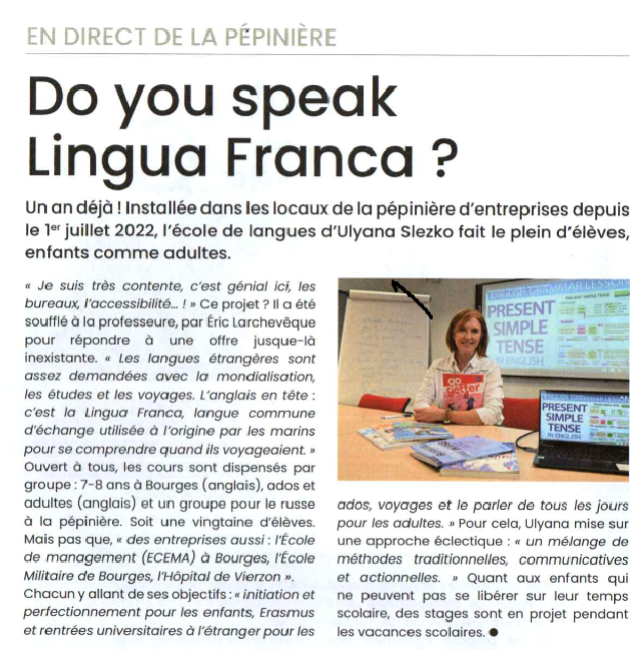 EN DIRECT DE LA PÉPINIÈRE
Do you speak
Lingua Franca ?
Un an déjà ! Installée dans les locaux de la pépinière d'entreprises depuis
le 1er juillet 2022, l'école de langues d'Ulyana Slezko fait le plein d'élèves,
enfants comme adultes.
« Je suis très contente, c'est génial ici, les
bureaux, l'accessibilité… ! » Ce projet ? Il a été
soufflé à la professeure, par Éric Larchevêque
pour répondre à une offre jusque-là
inexistante. « Les langues étrangères sont
assez demandées avec la mondialisation,
les études et les voyages. L'anglais en tête :
c'est la Lingua Franca, langue commune
d'échange utilisée à l'origine par les marins
pour se comprendre quand ils voyageaient. »
Ouvert à tous, les cours sont dispensés par
groupe : 7-8 ans à Bourges (anglais), ados et
adultes (anglais) et un groupe pour le russe
à la pépinière. Soit une vingtaine d'élèves.
Mais pas que, « des entreprises aussi : l'École
de management (ECEMA) à Bourges, l'École
Militaire de Bourges, l'Hôpital de Vierzon ».
Chacun y allant de ses objectifs : « initiation et
perfectionnement pour les enfants, Erasmus
et rentrées universitaires à l'étranger pour les
ENGLISH GRAMMAR LESSON
PRESENT
SIMPLE
TENSE
IN ENGLISH
go
getter
PRESENT
SIMPLE
TENSE
IN ENGLISH
ados, voyages et le parler de tous les jours
pour les adultes. » Pour cela, Ulyana mise sur
une approche éclectique : « un mélange de
méthodes traditionnelles, communicatives
et actionnelles. » Quant aux enfants qui
ne peuvent pas se libérer sur leur temps
scolaire, des stages sont en projet pendant
les vacances scolaires. ●